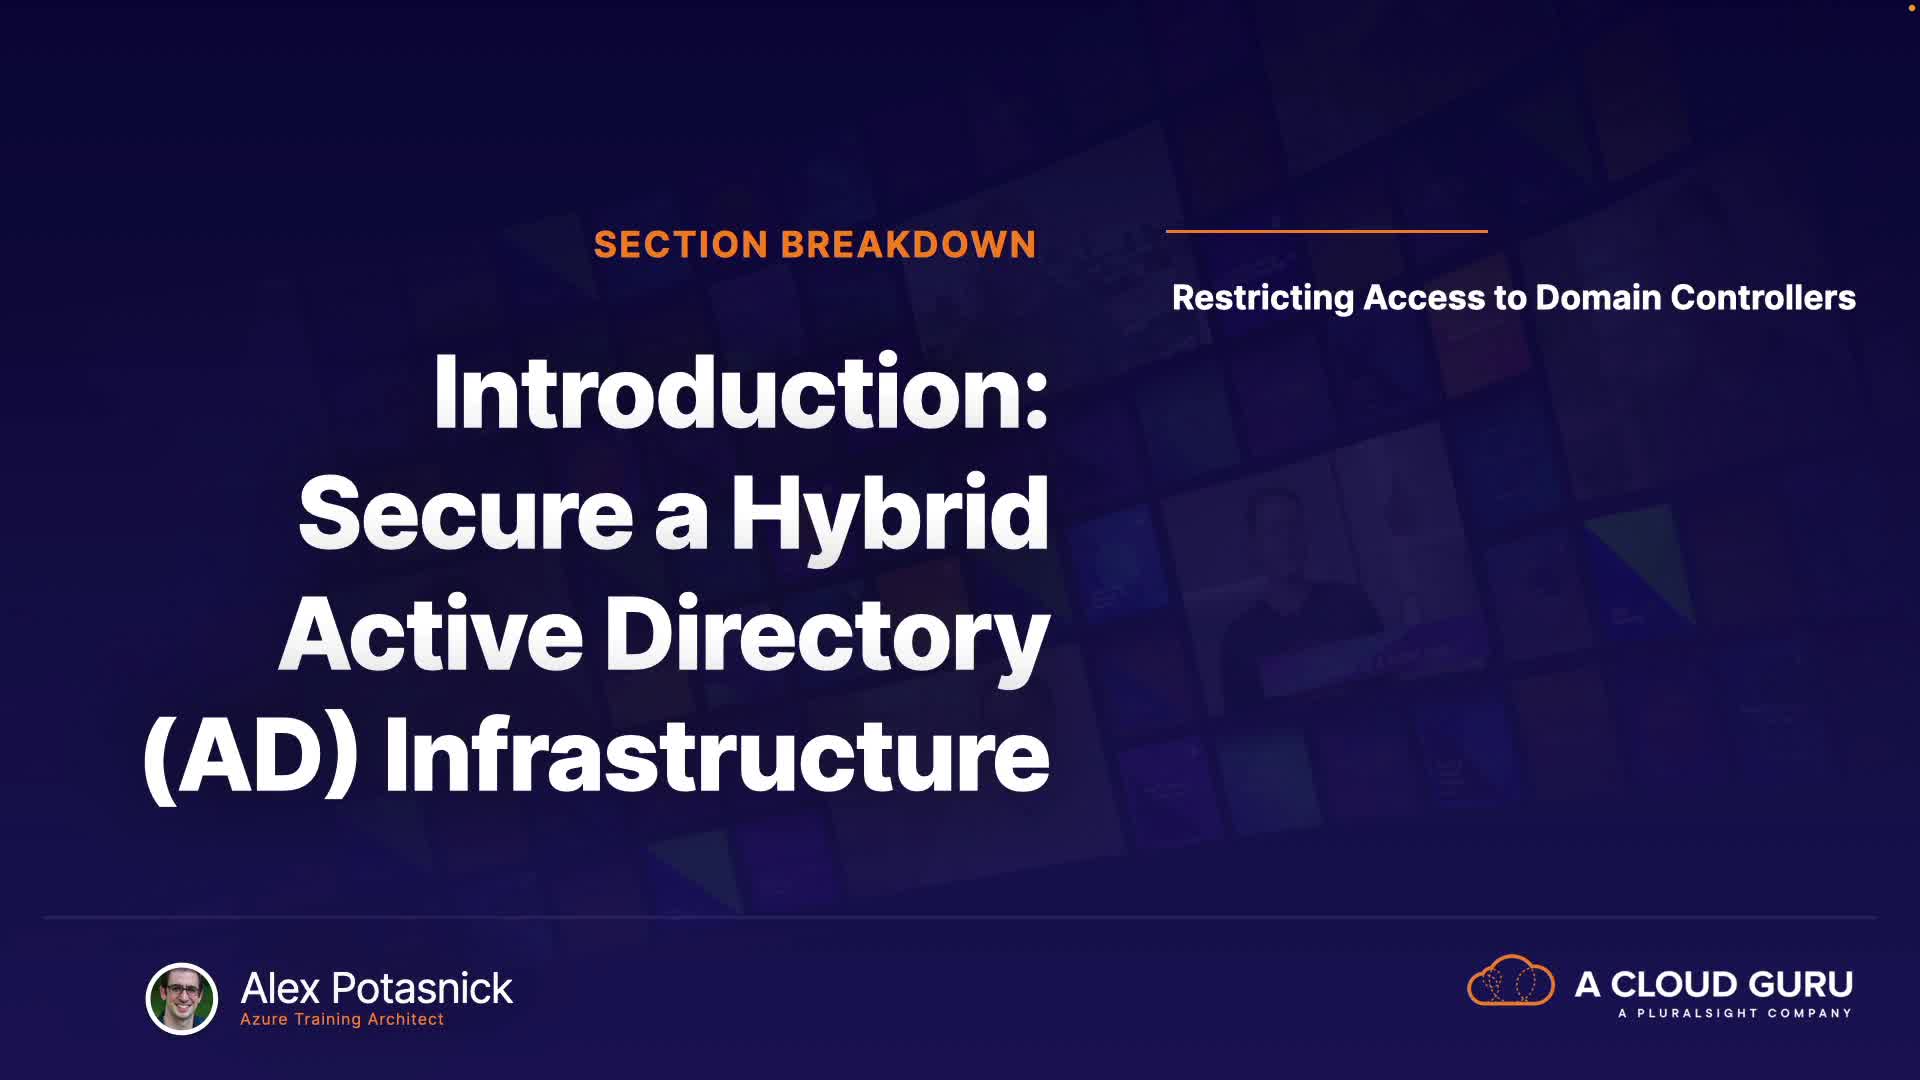 SECTION BREAKDOWN
Introduction:
Secure a Hybrid
Active Directory
(AD) Infrastructure
Restricting Access to Domain Controllers
Alex Potasnick
Azure Training Architect
A CLOUD GURU
A PLURALSIGHT COMPANY